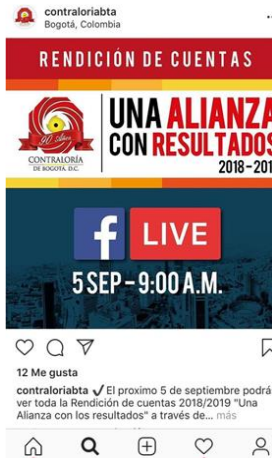 contraloriabta
Bogotá, Colombia
RENDICIÓN DE CUENTAS
90 Años
CONTRALORÍA
DE BOGOTÁ, D.C.
UNA ALIANZA
CON RESULTADOS
2018-201
f LIVE
5 SEP - 9:00 A.M.
12 Me gusta
contraloriabta ✓ El proximo 5 de septiembre podrá
ver toda la Rendición de cuentas 2018/2019 "Una
Alianza con los resultados" a través de... más